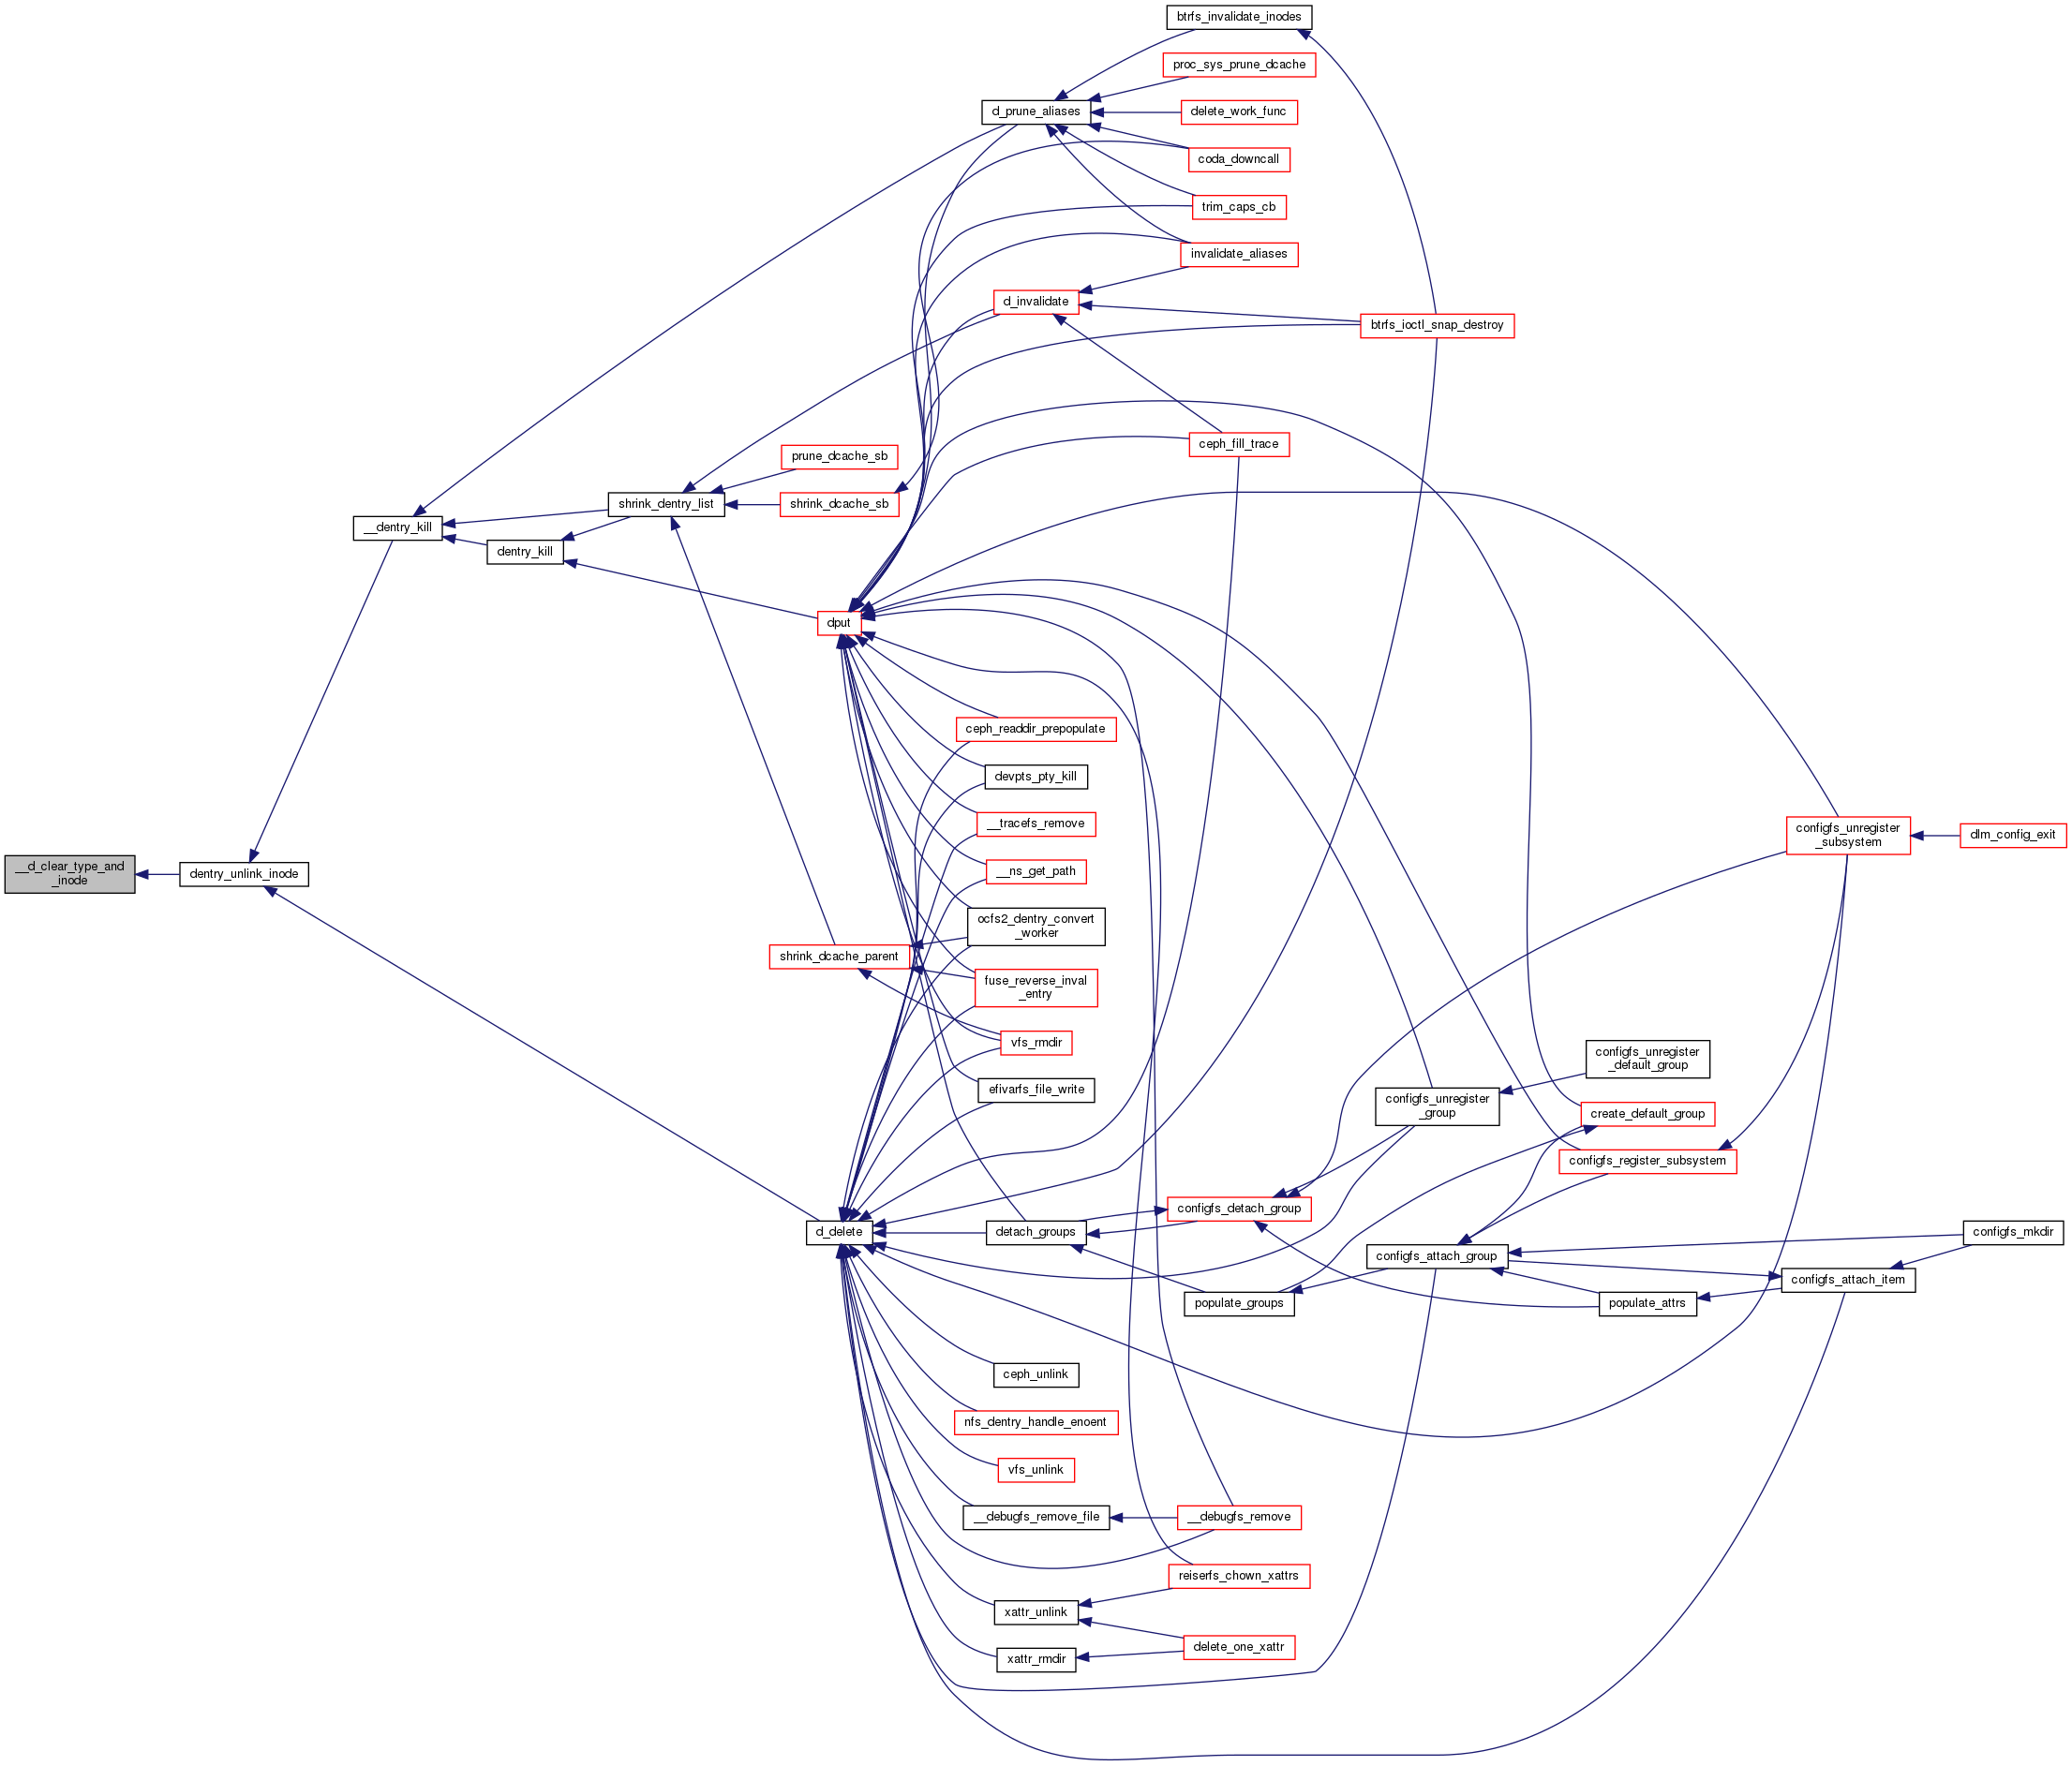 btrfs_invalidate_inodes
proc_sys_prune_dcache
d_prune_aliases
delete_work_func
coda_downcall
trim_caps_cb
invalidate_aliases
d_invalidate
btrfs_ioctl_snap_destroy
ceph_fill_trace
prune_dcache_sb
shrink_dentry_list
shrink_dcache_sb
__dentry_kill
dentry_kill
dput
ceph_readdir_prepopulate
devpts_pty_kill
__tracefs_remove
configfs_unregister
_subsystem
dlm_config_exit
__d_clear_type_and
_inode
dentry_unlink_inode
__ns_get_path
ocfs2_dentry_convert
_worker
shrink_dcache_parent
fuse_reverse_inval
_entry
vfs_rmdir
configfs_unregister
_default_group
efivarfs_file_write
configfs_unregister
_group
create_default_group
configfs_register_subsystem
configfs_detach_group
d_delete
detach_groups
configfs_mkdir
configfs_attach_group
configfs_attach_item
populate_groups
populate_attrs
ceph_unlink
nfs_dentry_handle_enoent
vfs_unlink
__debugfs_remove_file
__debugfs_remove
reiserfs_chown_xattrs
xattr_unlink
delete_one_xattr
xattr_rmdir